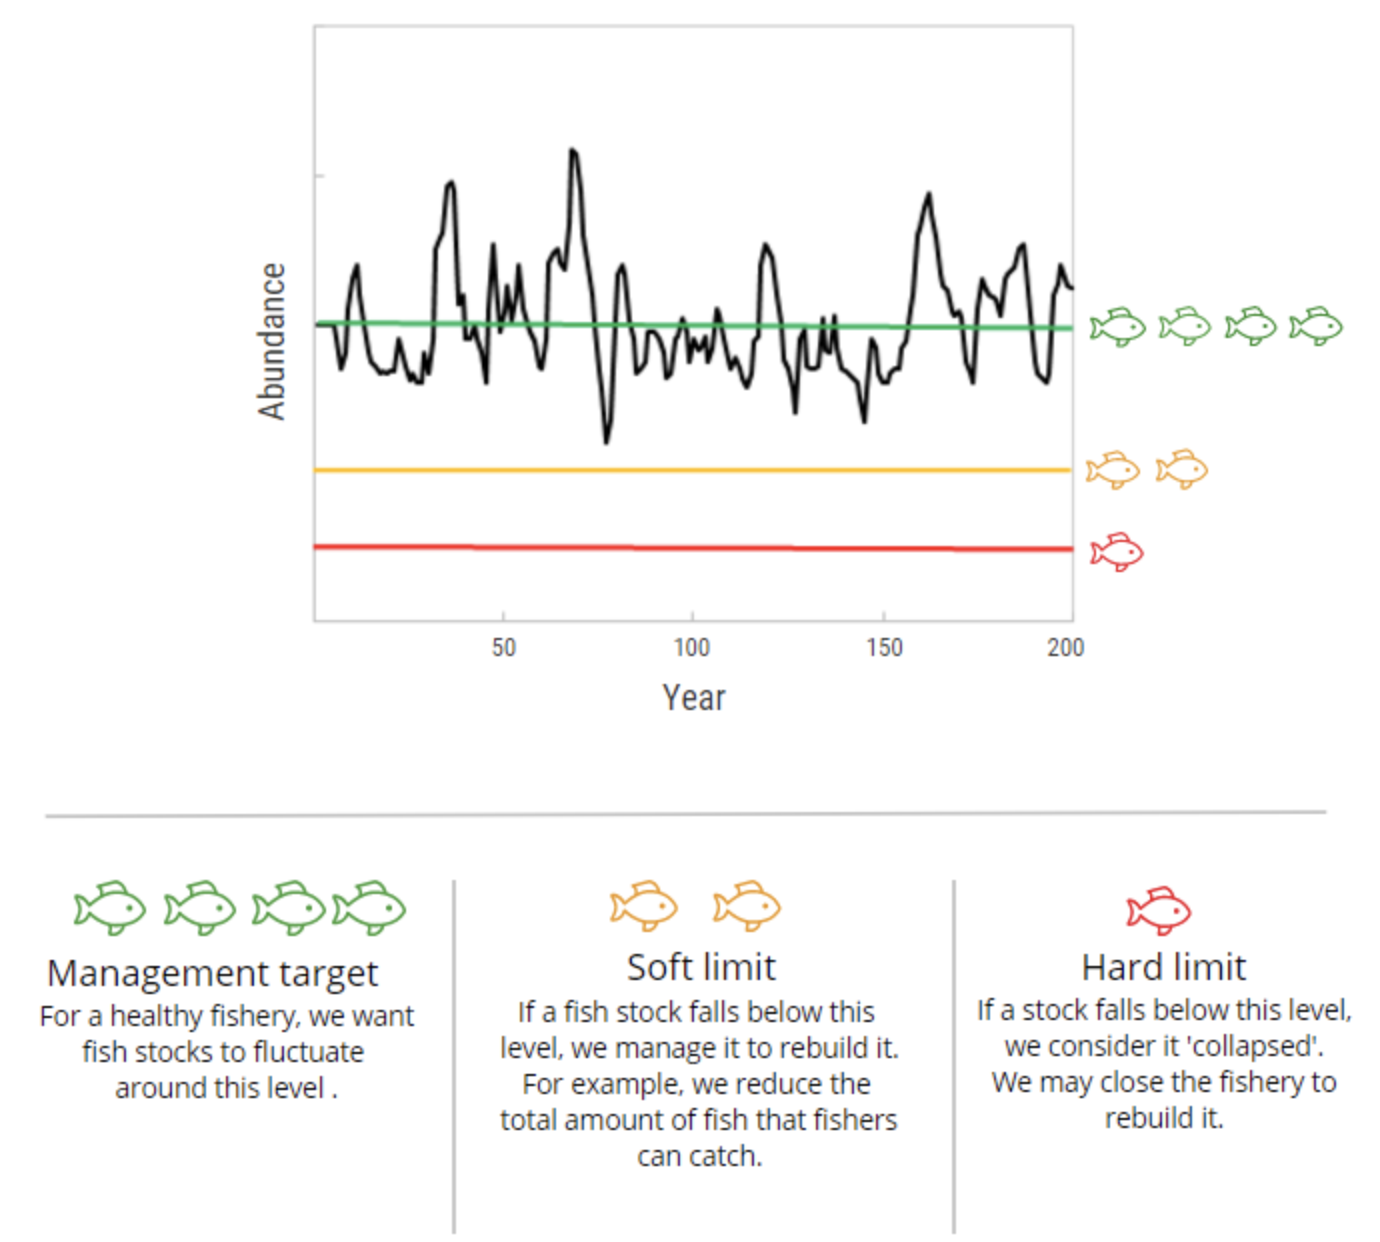 Abundance
50
100
150
200
Year
Management target
For a healthy fishery, we want
fish stocks to fluctuate
around this level .
Soft limit
If a fish stock falls below this
level, we manage it to rebuild it.
For example, we reduce the
total amount of fish that fishers
can catch.
Hard limit
If a stock falls below this level,
we consider it 'collapsed'.
We may close the fishery to
rebuild it.